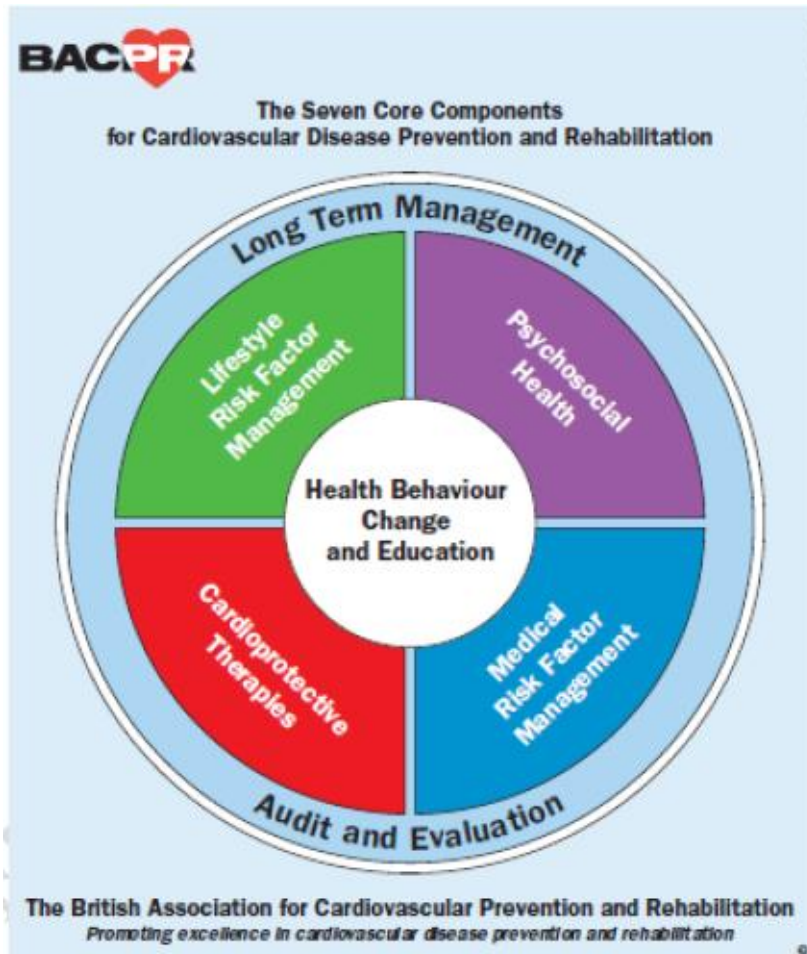 BACPR
The Seven Core Components
for Cardiovascular Disease Prevention and Rehabilitation
Long Term Management
Lifestyle
Risk Factor
Management
Psychosocial
Health
Health Behaviour
Change
and Education
Cardioprotective
Therapies
Medical
Risk Factor
Management
Audit and Evaluation
The British Association for Cardiovascular Prevention and Rehabilitation
Promoting excellence in cardiovascular disease prevention and rehabilitation